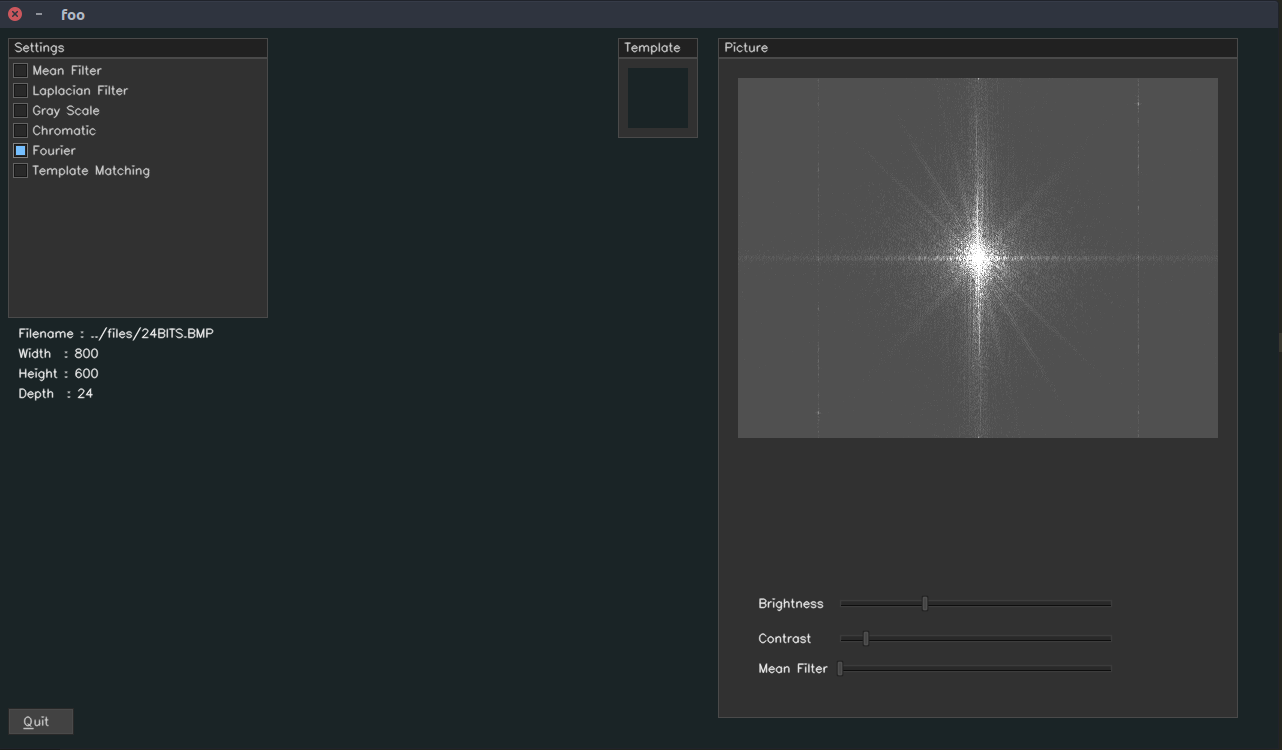 foo
Settings
Mean Filter
Laplacian Filter
Gray Scale
Chromatic
Fourier
Template Matching
Filename : ../files/24BITS.BMP
Width : 800
Height : 600
Depth : 24
Quit
Template
Picture
Brightness
Contrast
Mean Filter